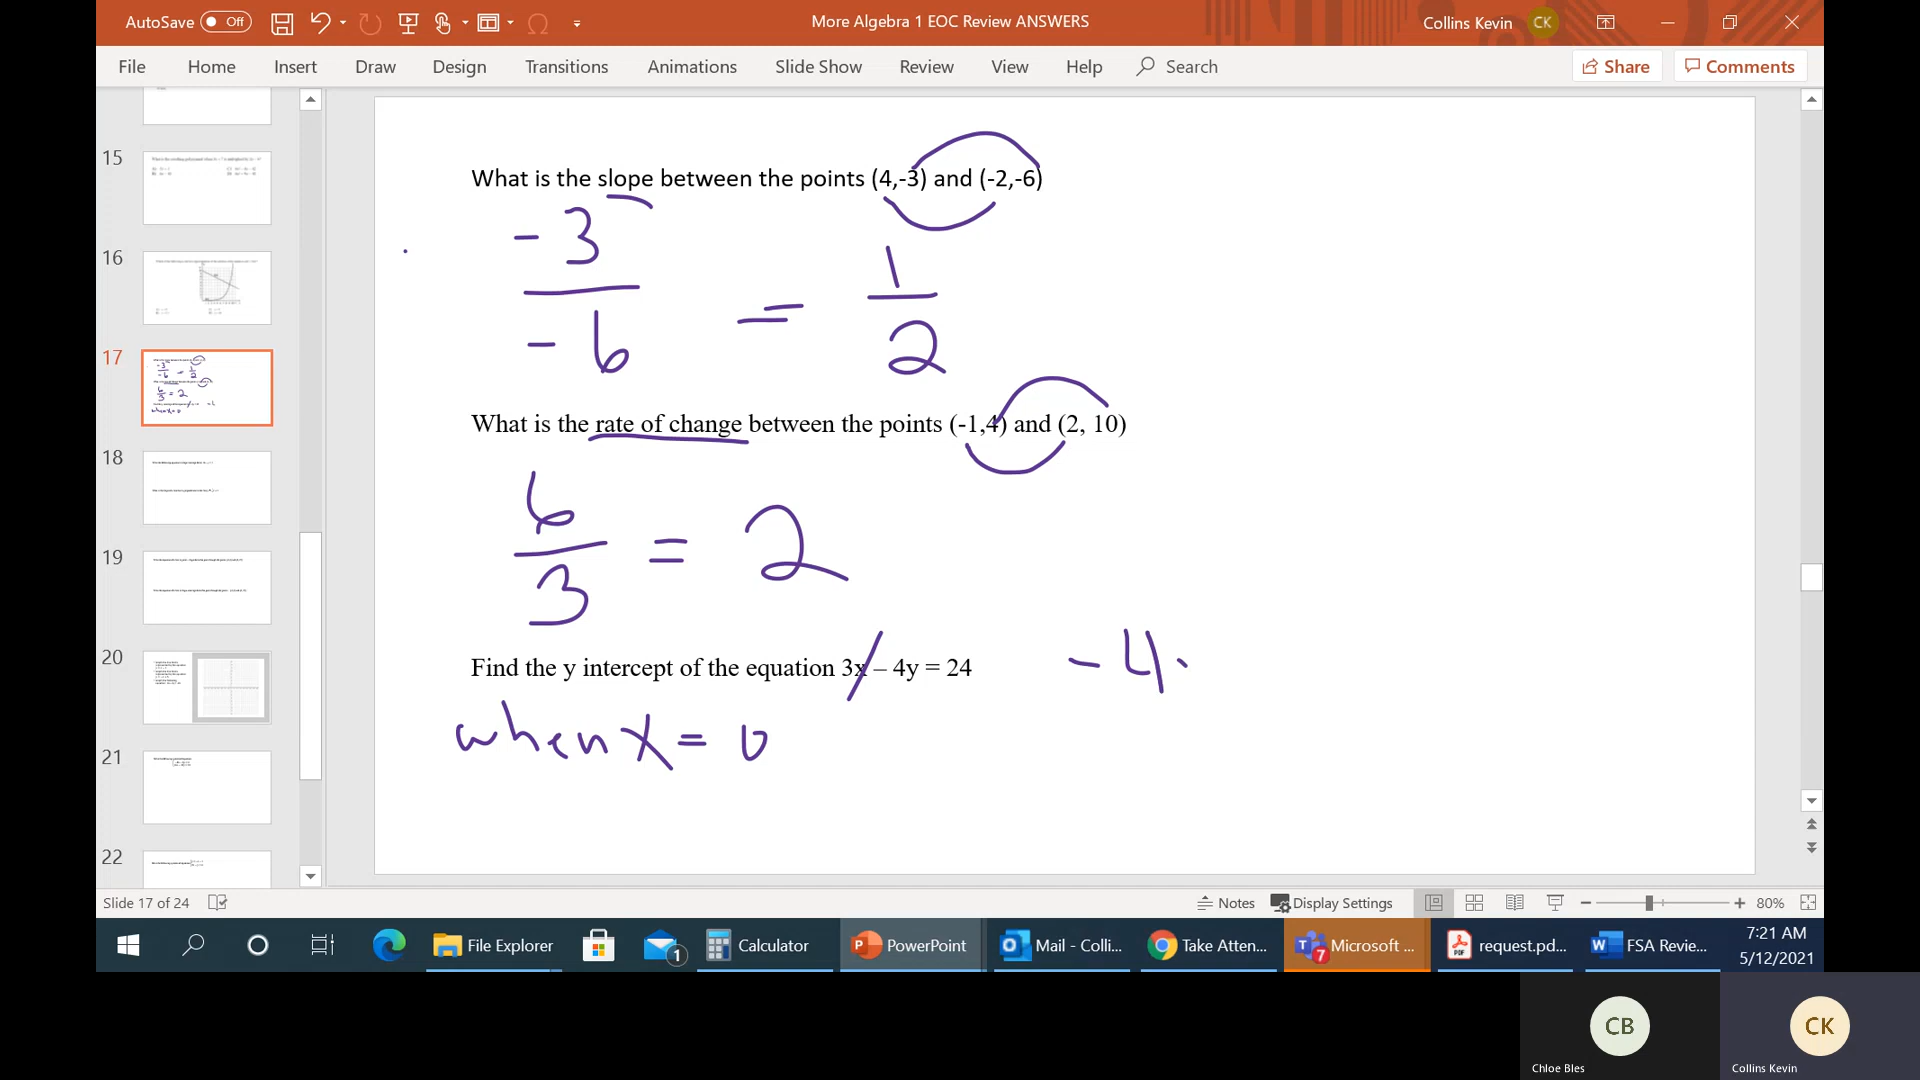 AutoSave Off More Algebra 1 EOC Review ANSWERS Collins Kevin CK
File Home Insert Draw Design Transitions Animations Slide Show Review View Help Search Share Comments
15
16
17
18
19
20
21
22
What is the slope between the points (4,-3) and (-2,-6)
-3
-6
= 1
2
What is the rate of change between the points (-1,4) and (2, 10)
6
3
= 2
Find the y intercept of the equation 3x – 4y = 24
-4
when x = 0
Slide 17 of 24 Notes Display Settings 80%
File Explorer 1 Calculator PowerPoint Mail - Colli... Take Atten... 7 Microsoft ... request.pd... FSA Revie... 7:21 AM
5/12/2021
CB CK
Chloe Bles Collins Kevin